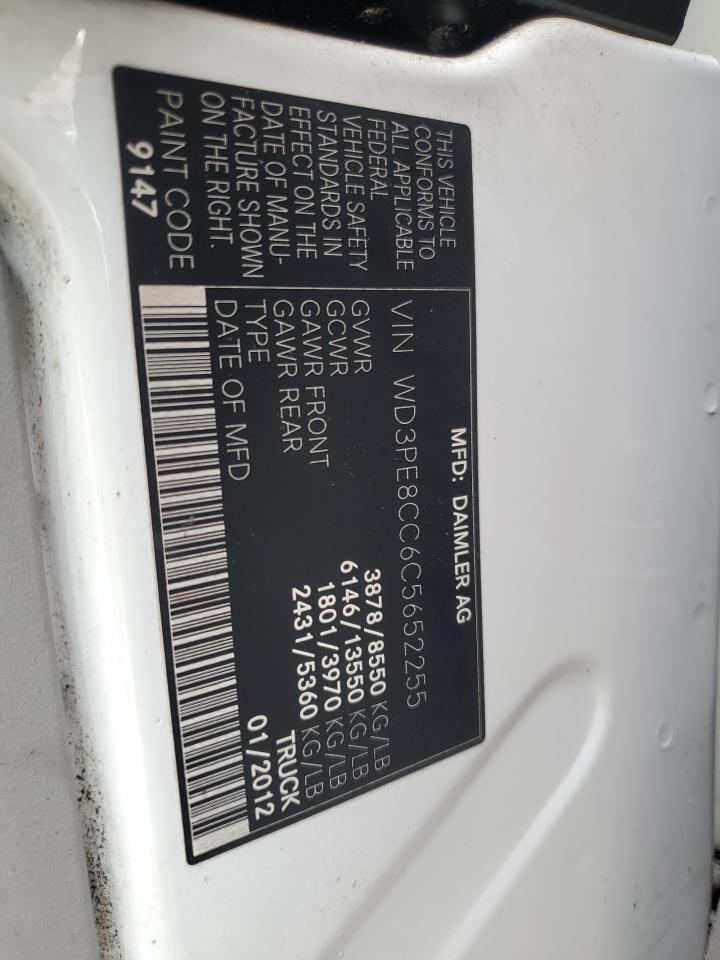 MFD: DAIMLER AG
VIN WD3PE8CC6C5652255
GVWR 3878/8550 KG/LB
GCWR 6146/13550 KG/LB
GAWR FRONT 1801/3970 KG/LB
GAWR REAR 2431/5360 KG/LB
TYPE TRUCK
DATE OF MFD 01/2012
THIS VEHICLE
CONFORMS TO
ALL APPLICABLE
FEDERAL
VEHICLE SAFETY
STANDARDS IN
EFFECT ON THE
DATE OF MANU-
FACTURE SHOWN
ON THE RIGHT.
PAINT CODE
9147